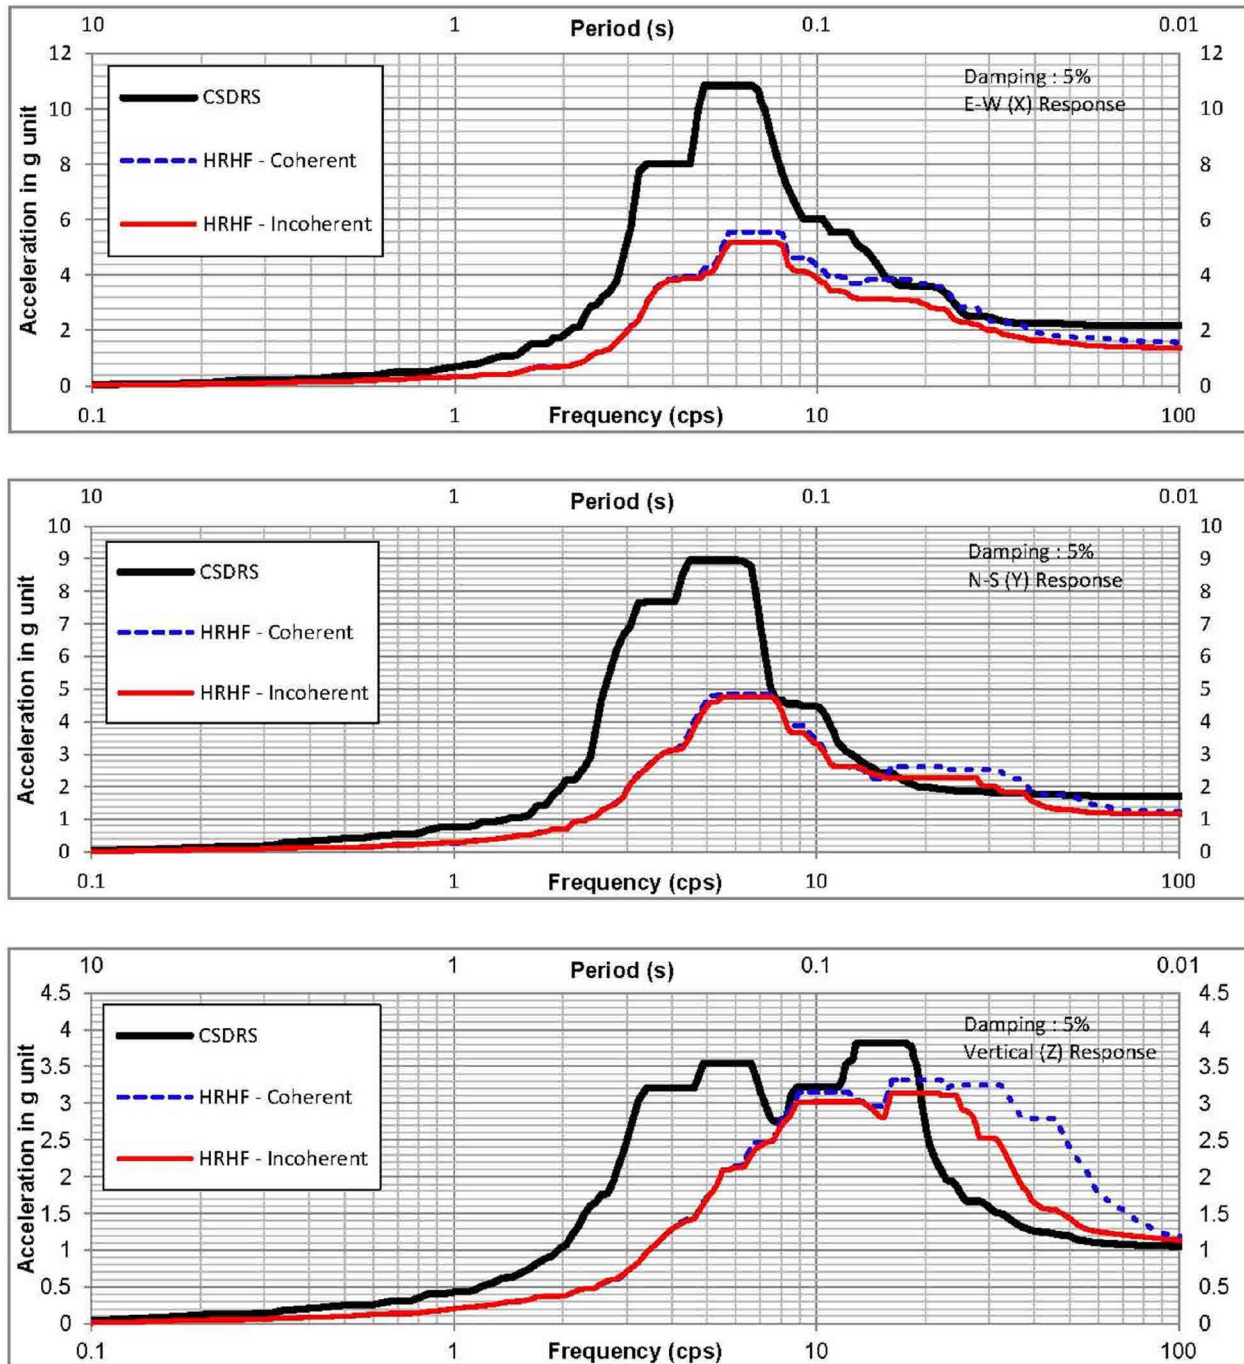 10 1 Period (s) 0.1 0.01
12 12
CSDRS Damping : 5%
E-W (X) Response
10 10
HRHF - Coherent
8 8
HRHF - Incoherent
6 6
4 4
2 2
0 0
Acceleration in g unit
0.1 1 Frequency (cps) 10 100
10 1 Period (s) 0.1 0.01
10 10
CSDRS Damping : 5%
N-S (Y) Response
9 9
8 8
HRHF - Coherent
7 7
HRHF - Incoherent
6 6
5 5
4 4
3 3
2 2
1 1
0 0
Acceleration in g unit
0.1 1 Frequency (cps) 10 100
10 1 Period (s) 0.1 0.01
4.5 4.5
CSDRS Damping : 5%
Vertical (Z) Response
4 4
3.5 3.5
HRHF - Coherent
3 3
2.5 2.5
HRHF - Incoherent
2 2
1.5 1.5
1 1
0.5 0.5
0 0
Acceleration in g unit
0.1 1 Frequency (cps) 10 100